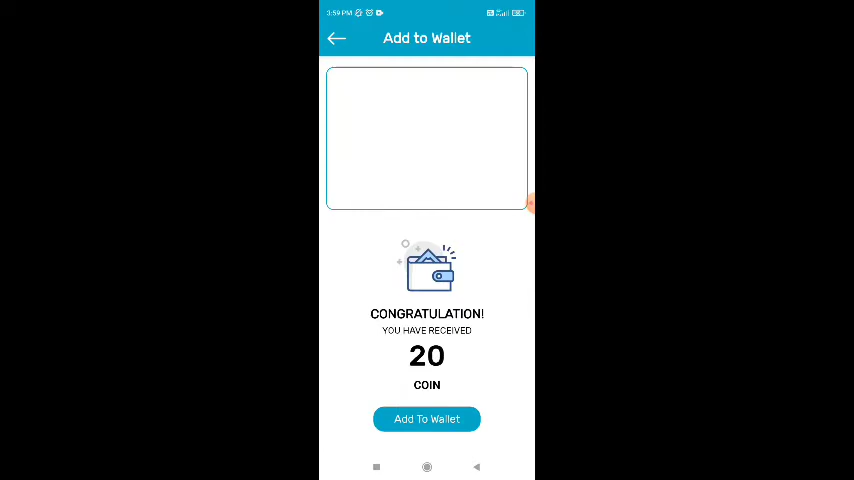 3:59 PM
Add to Wallet
CONGRATULATION!
YOU HAVE RECEIVED
20
COIN
Add To Wallet